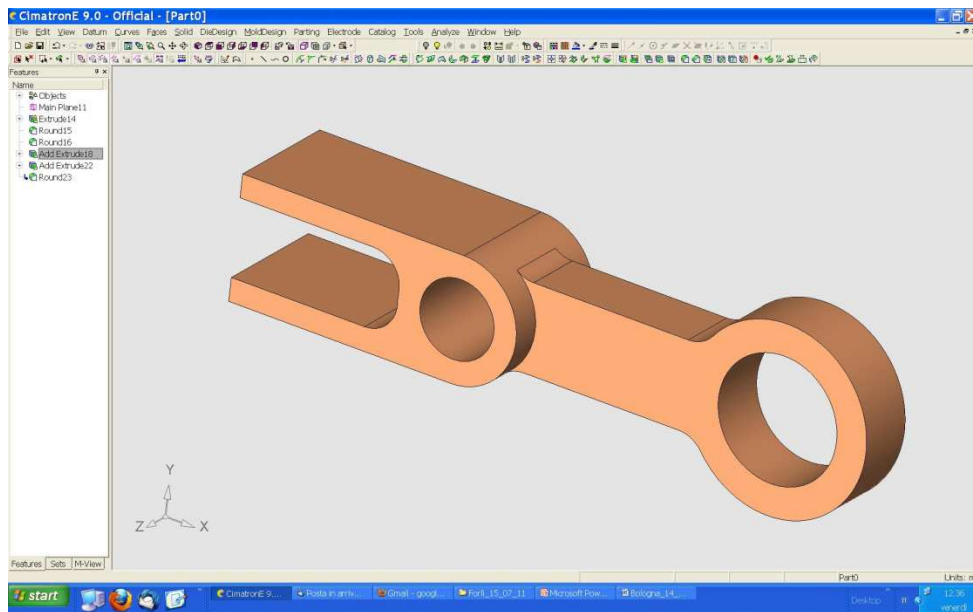 CimatronE 9.0 - Official - [Part0]
File Edit View Datum Curves Faces Solid DieDesign MoldDesign Parting Electrode Catalog Tools Analyze Window Help
Features
Name
Objects
Main Plane11
Extrude14
Round15
Round16
Add Extrude18
Add Extrude22
Round23
Y
Z
X
Features Sets M-View
Part0 Units:
start CimatronE 9.... Posta in arriv... Gmail - googl... Forlì_15_07_11 Microsoft Pow... Bologna_14_... Desktop 12.36
venerdì